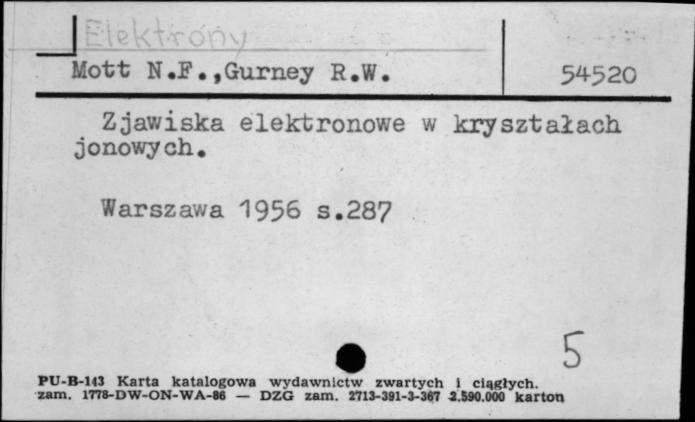 Elektrony
Mott N.F.,Gurney R.W.
54520
Zjawiska elektronowe w kryształach
jonowych.
Warszawa 1956 s.287
5
PU-B-143 Karta katalogowa wydawnictw zwartych i ciągłych.
zam. 1778-DW-ON-WA-86 — DZG zam. 2713-391-3-367 2.590.000 karton